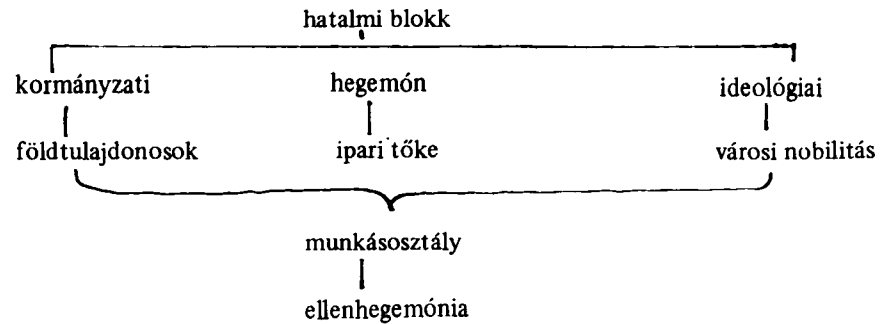 hatalmi blokk
kormányzati hegemón ideológiai
földtulajdonosok ipari tőke városi nobilitás
munkásosztály
ellenhegemónia